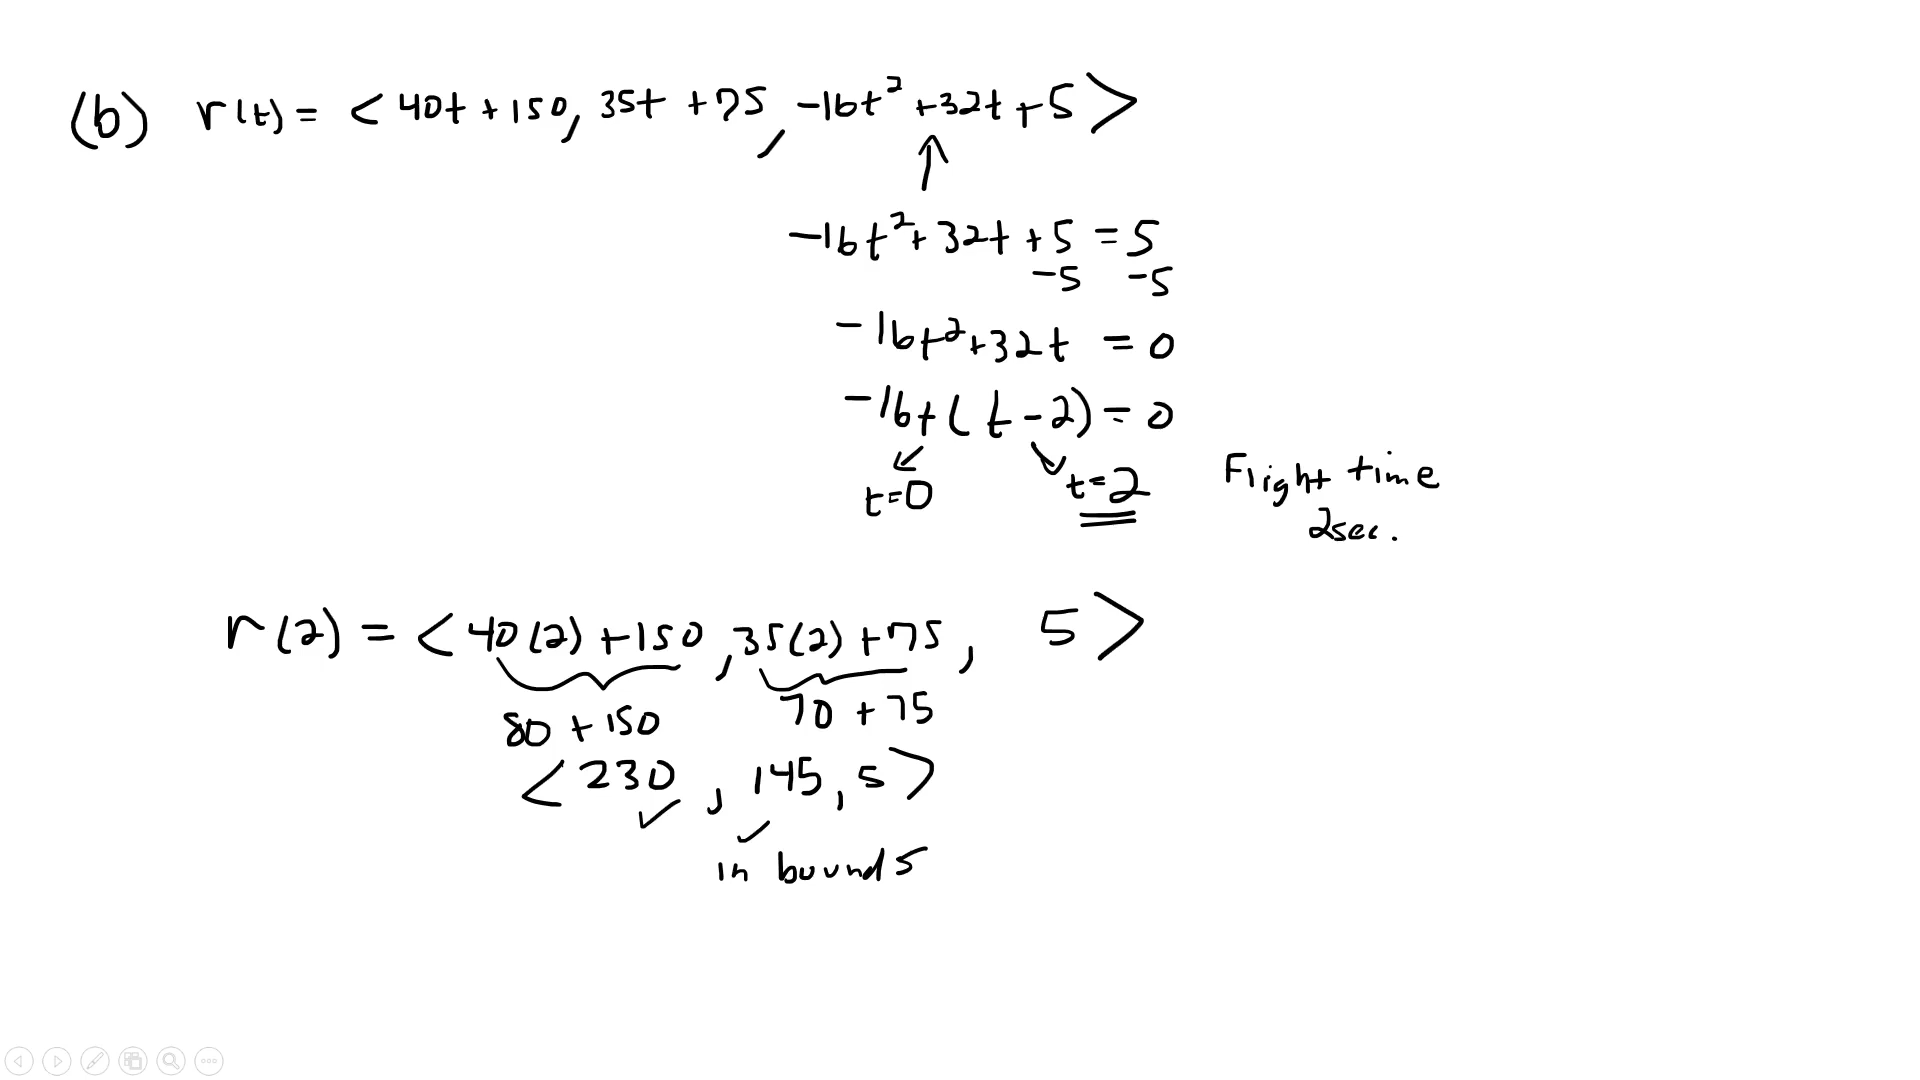 (b) r(t) = < 40t + 150, 35t + 75, -16t² + 32t + 5 >
-16t² + 32t + 5 = 5
-5 -5
-16t² + 32t = 0
-16t(t - 2) = 0
t=0 t=2 Flight time
2sec.
r(2) = < 40(2) + 150, 35(2) + 75, 5 >
80 + 150 70 + 75
< 230, 145, 5 >
in bounds